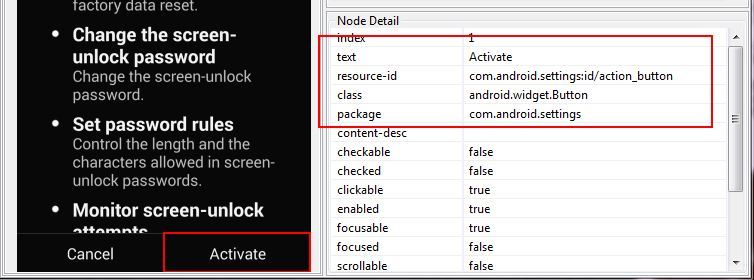 factory data reset.
• Change the screen-
unlock password
Change the screen-unlock
password.
• Set password rules
Control the length and the
characters allowed in screen-
unlock passwords.
• Monitor screen-unlock
attempts
Cancel Activate
Node Detail
index 1
text Activate
resource-id com.android.settings:id/action_button
class android.widget.Button
package com.android.settings
content-desc
checkable false
checked false
clickable true
enabled true
focusable true
focused false
scrollable false